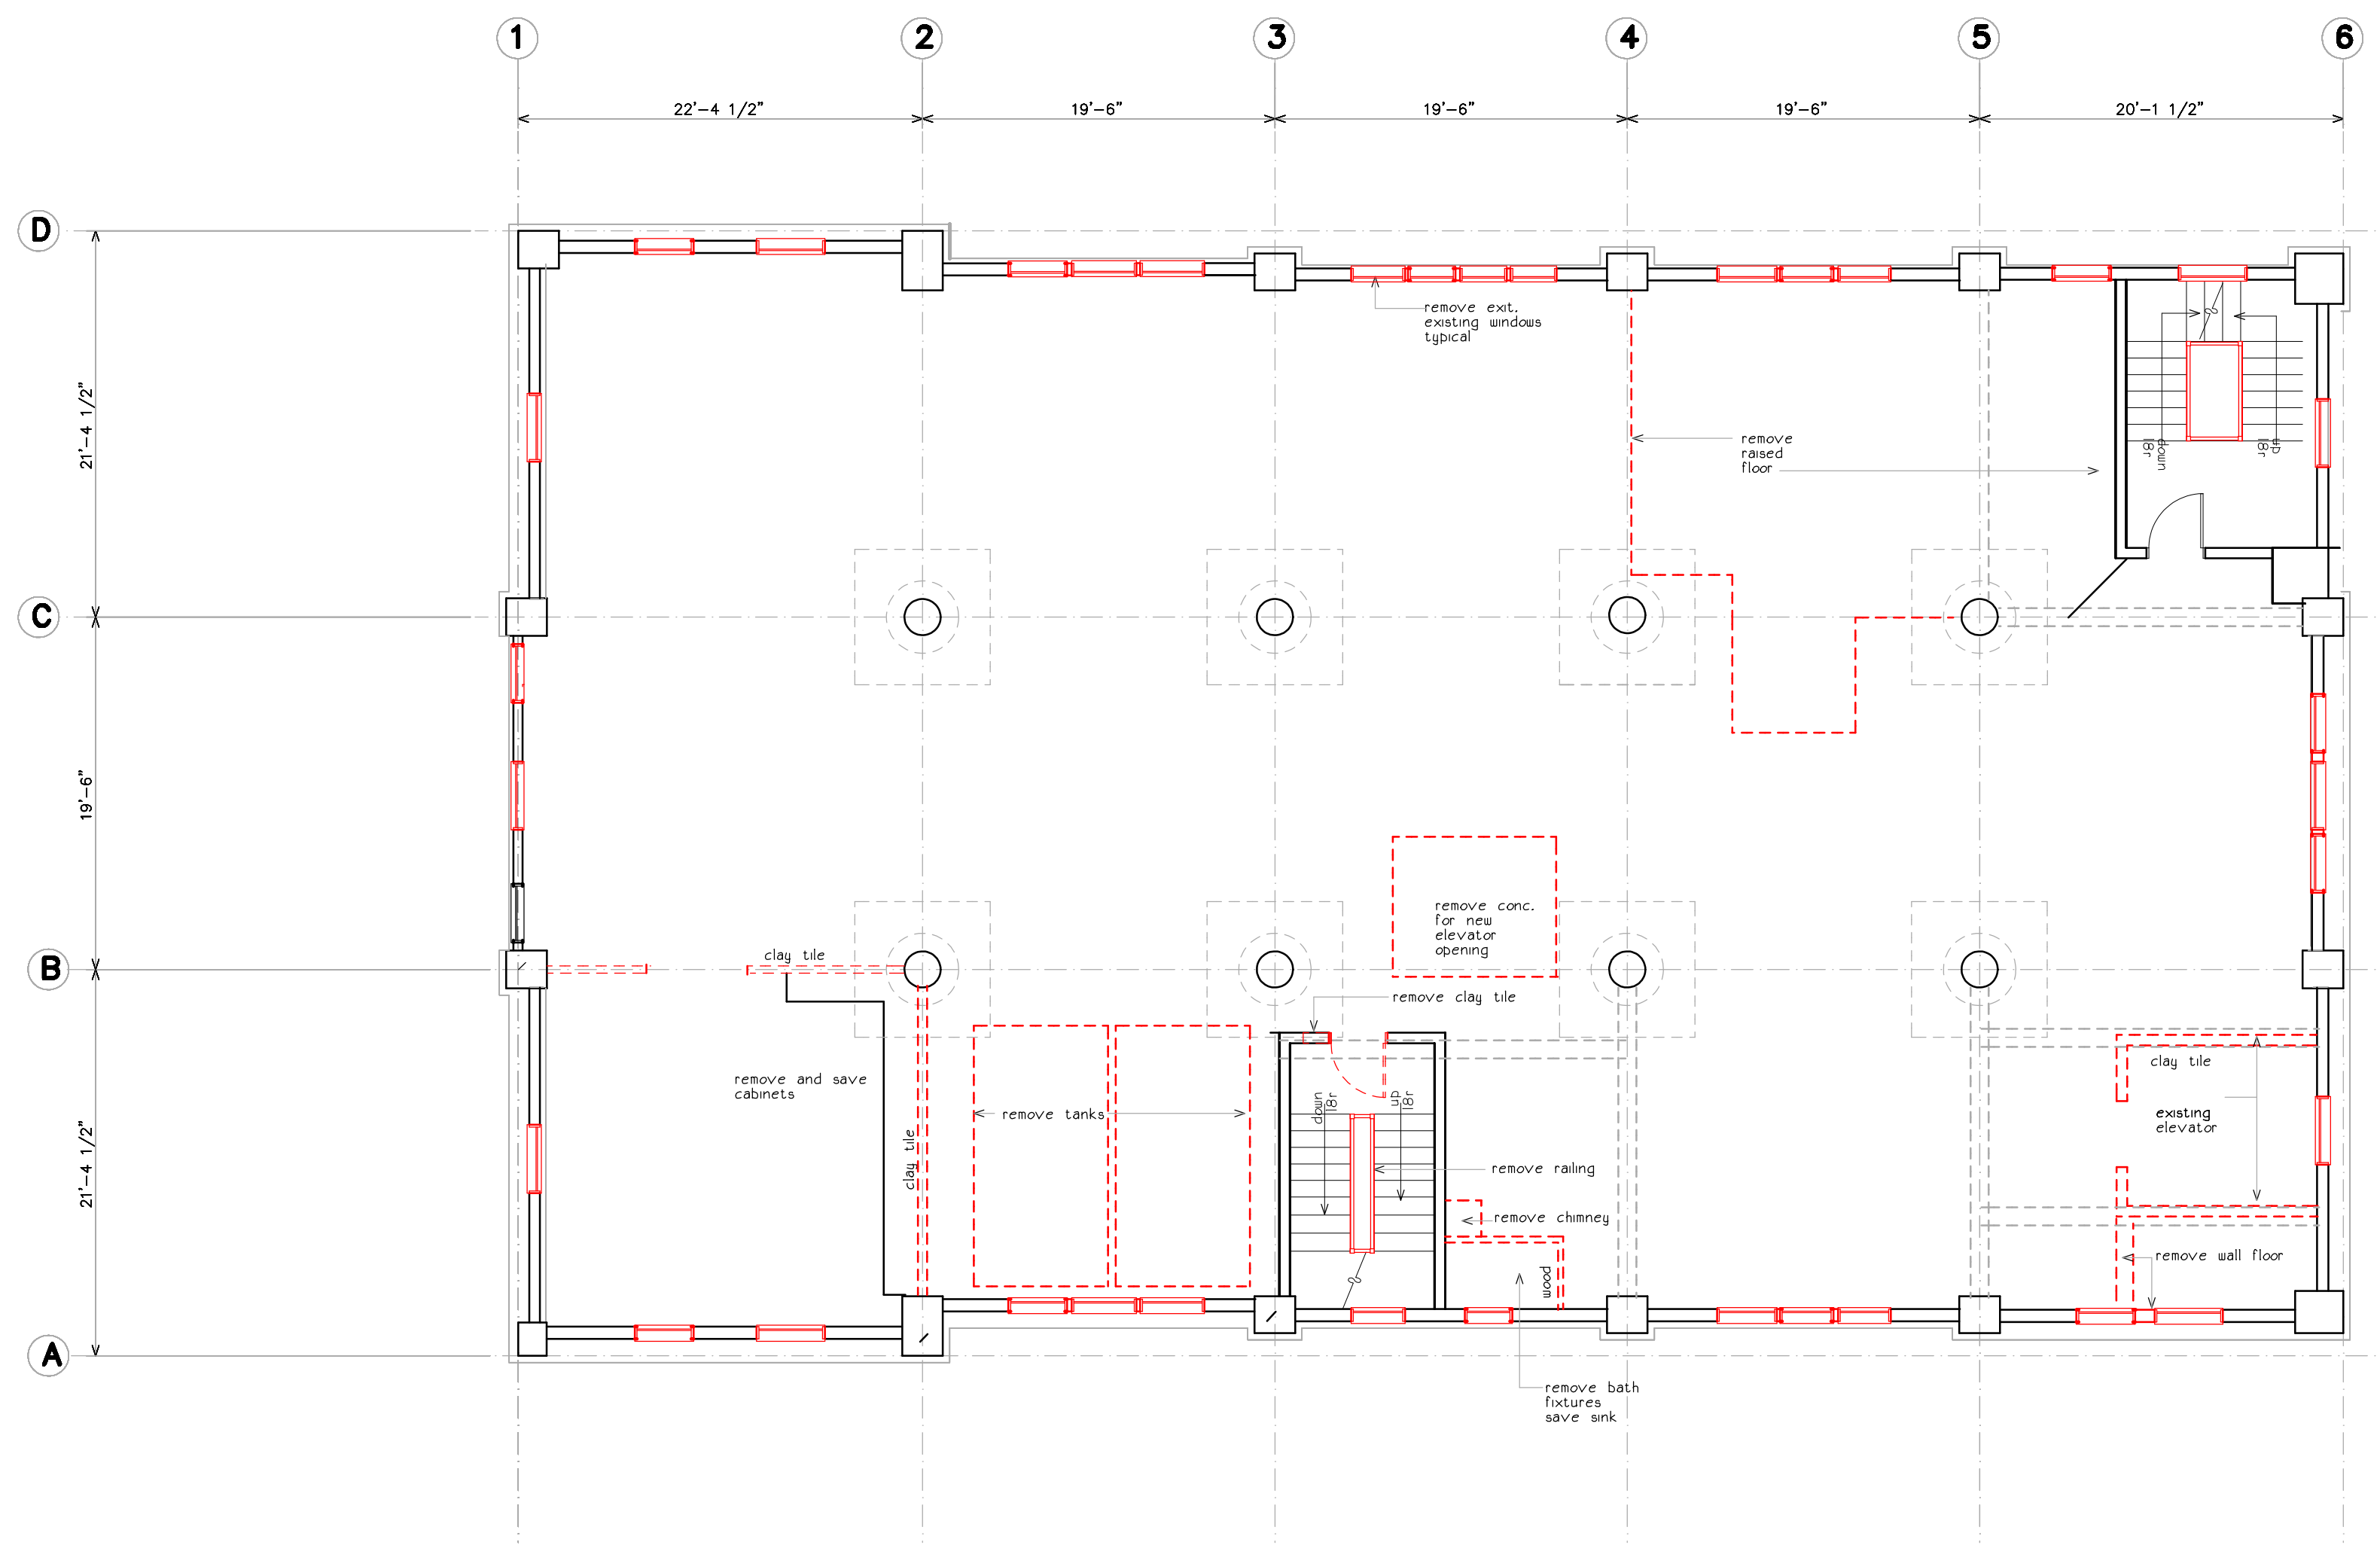 1 2 3 4 5 6
22'-4 1/2" 19'-6" 19'-6" 19'-6" 20'-1 1/2"
D
remove exit.
existing windows
typical
21'-4 1/2"
remove
raised
floor
down
18r
up
18r
C
19'-6"
remove conc.
for new
elevator
opening
clay tile
B
remove clay tile
clay tile
remove and save
cabinets
down
18r
up
18r
remove tanks
existing
elevator
21'-4 1/2"
clay tile
remove railing
remove chimney
remove wall floor
wood
A
remove bath
fixtures
save sink